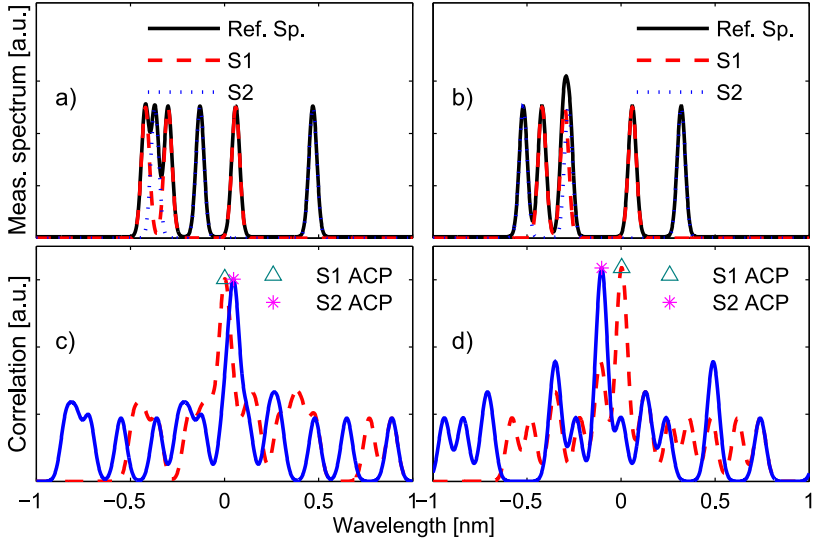 Meas. spectrum [a.u.]
Ref. Sp.
S1
S2
a)
Ref. Sp.
S1
S2
b)
Correlation [a.u.]
S1 ACP
S2 ACP
c)
S1 ACP
S2 ACP
d)
−1 −0.5 0 0.5 1 −0.5 0 0.5 1
Wavelength [nm]